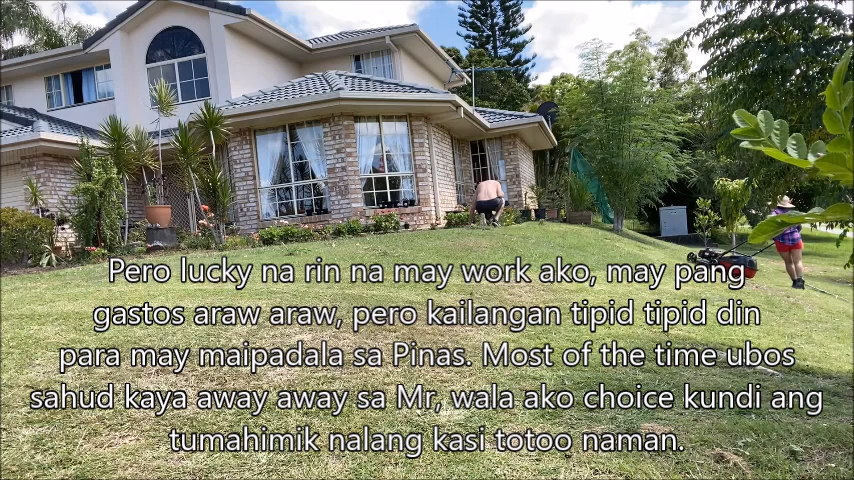 Pero lucky na rin na may work ako, may pang
gastos araw araw, pero kailangan tipid tipid din
para may maipadala sa Pinas. Most of the time ubos
sahud kaya away away sa Mr, wala ako choice kundi ang
tumahimik nalang kasi totoo naman.